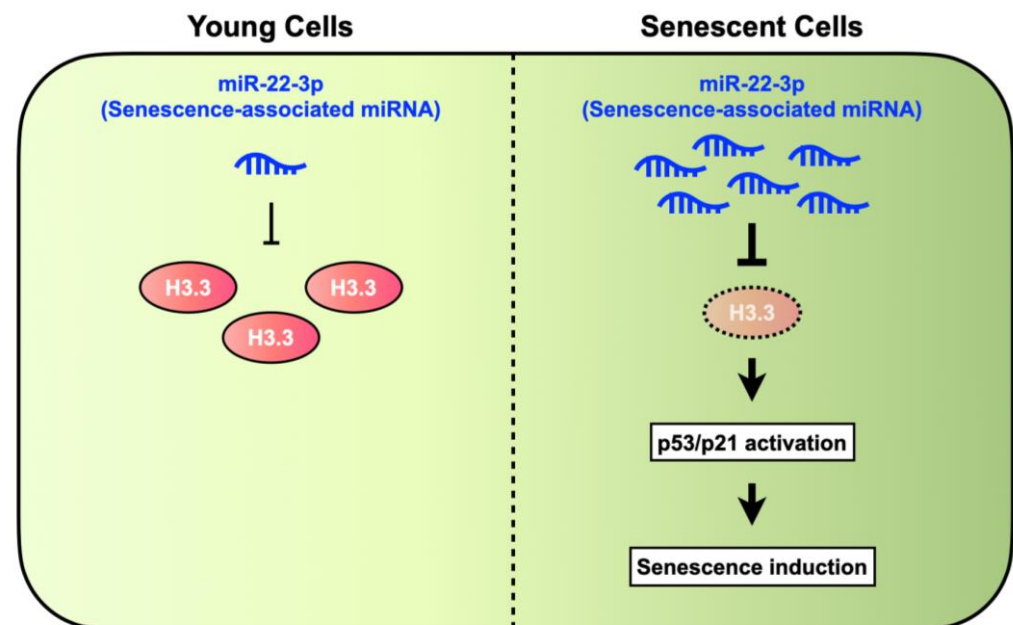 Young Cells
Senescent Cells
miR-22-3p
(Senescence-associated miRNA)
miR-22-3p
(Senescence-associated miRNA)
H3.3
H3.3
H3.3
H3.3
p53/p21 activation
Senescence induction